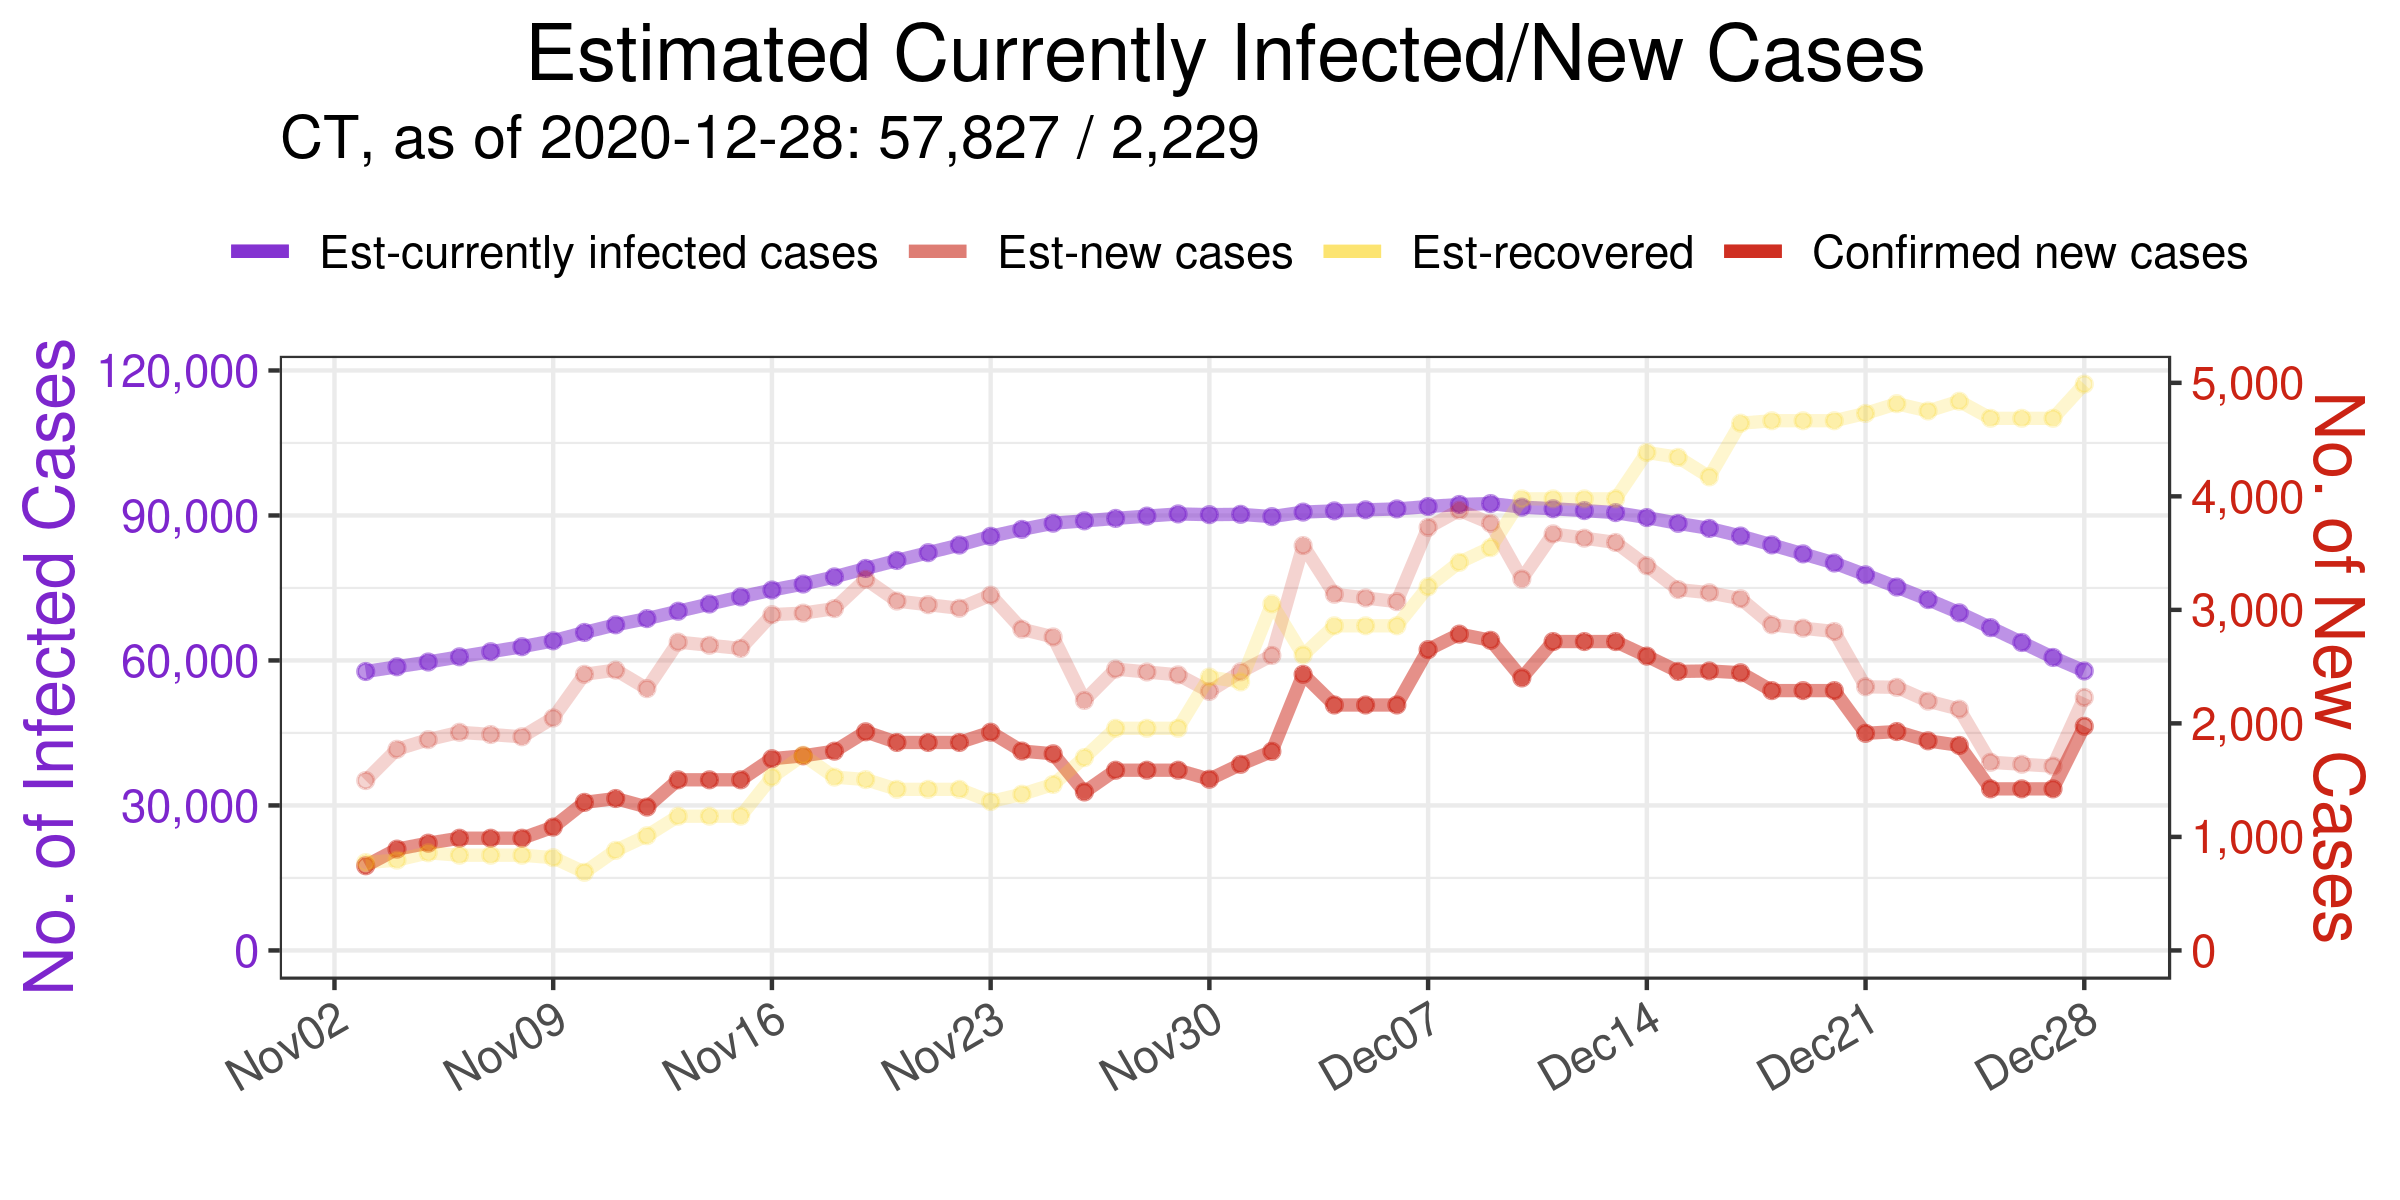 Estimated Currently Infected/New Cases
CT, as of 2020-12-28: 57,827 / 2,229
Est-currently infected cases Est-new cases Est-recovered Confirmed new cases
No. of Infected Cases
120,000
90,000
60,000
30,000
0
5,000
4,000
3,000
2,000
1,000
0
No. of New Cases
Nov02 Nov09 Nov16 Nov23 Nov30 Dec07 Dec14 Dec21 Dec28